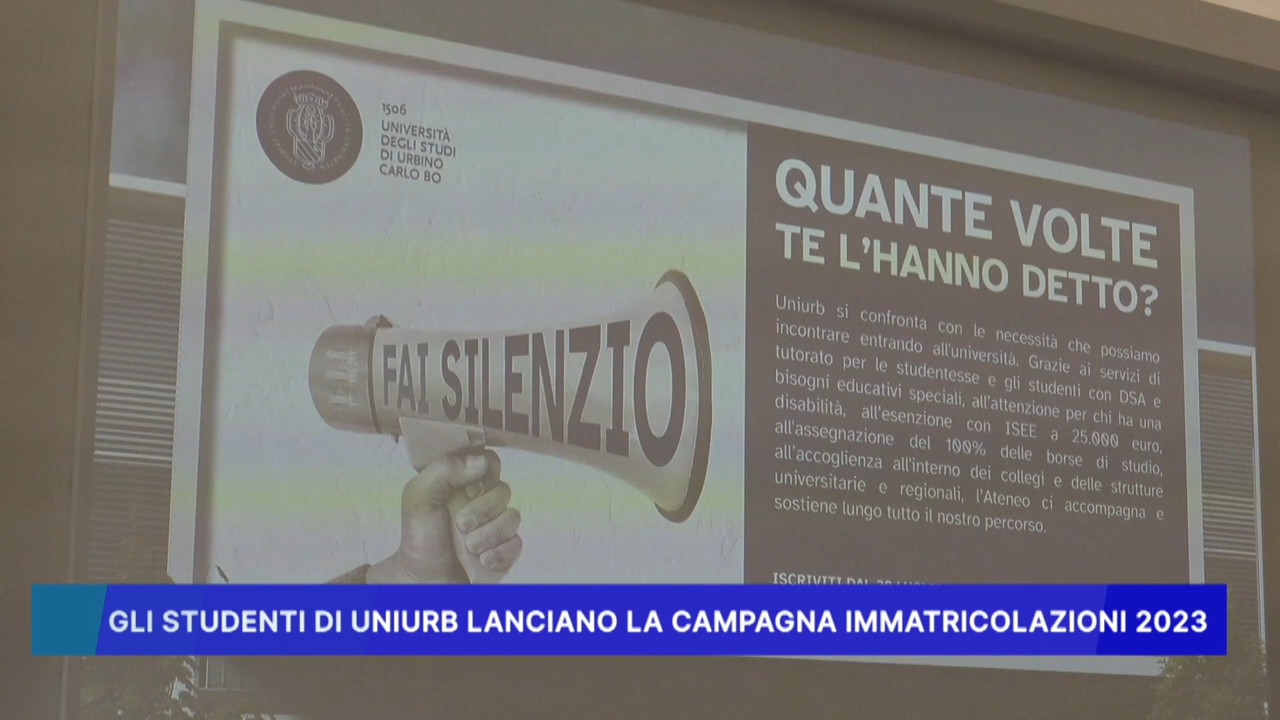 1506
UNIVERSITÀ
DEGLI STUDI
DI URBINO
CARLO BO
FAI SILENZIO
QUANTE VOLTE
TE L'HANNO DETTO?
Uniurb si confronta con le necessità che possiamo
incontrare entrando all'università. Grazie ai servizi di
tutorato per le studentesse e gli studenti con DSA e
bisogni educativi speciali, all'attenzione per chi ha una
disabilità, all'esenzione con ISEE a 25.000 euro,
all'assegnazione del 100% delle borse di studio,
all'accoglienza all'interno dei collegi e delle strutture
universitarie e regionali, l'Ateneo ci accompagna e
sostiene lungo tutto il nostro percorso.
ISCRIVITI DAL
GLI STUDENTI DI UNIURB LANCIANO LA CAMPAGNA IMMATRICOLAZIONI 2023